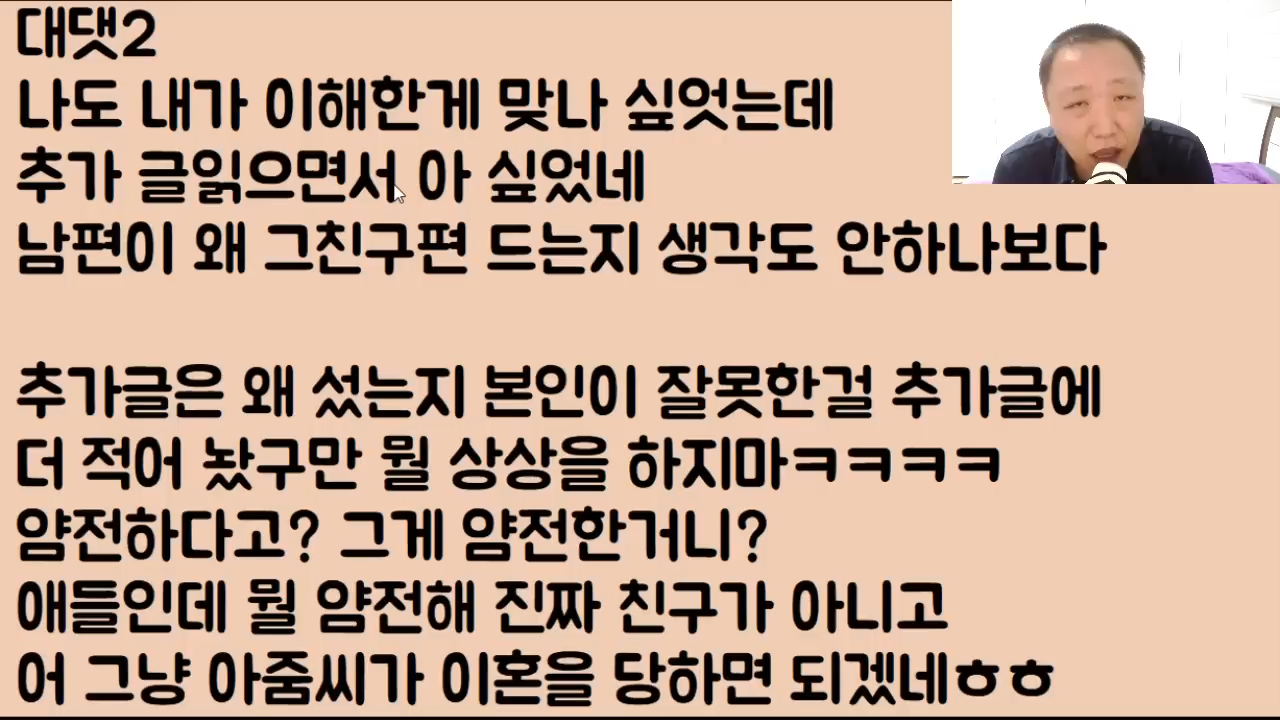 대댓2
나도 내가 이해한게 맞나 싶엇는데
추가 글읽으면서 아 싶었네
남편이 왜 그친구편 드는지 생각도 안하나보다
추가글은 왜 섰는지 본인이 잘못한걸 추가글에
더 적어 놨구만 뭘 상상을 하지마ㅋㅋㅋㅋ
얌전하다고? 그게 얌전한거니?
애들인데 뭘 얌전해 진짜 친구가 아니고
어 그냥 아줌씨가 이혼을 당하면 되겠네ㅎㅎ